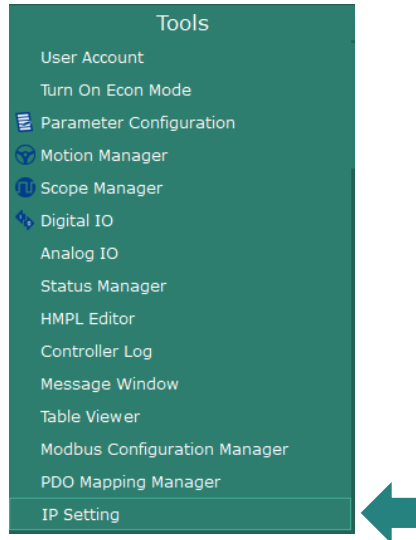 Tools
User Account
Turn On Econ Mode
Parameter Configuration
Motion Manager
Scope Manager
Digital IO
Analog IO
Status Manager
HMPL Editor
Controller Log
Message Window
Table Viewer
Modbus Configuration Manager
PDO Mapping Manager
IP Setting